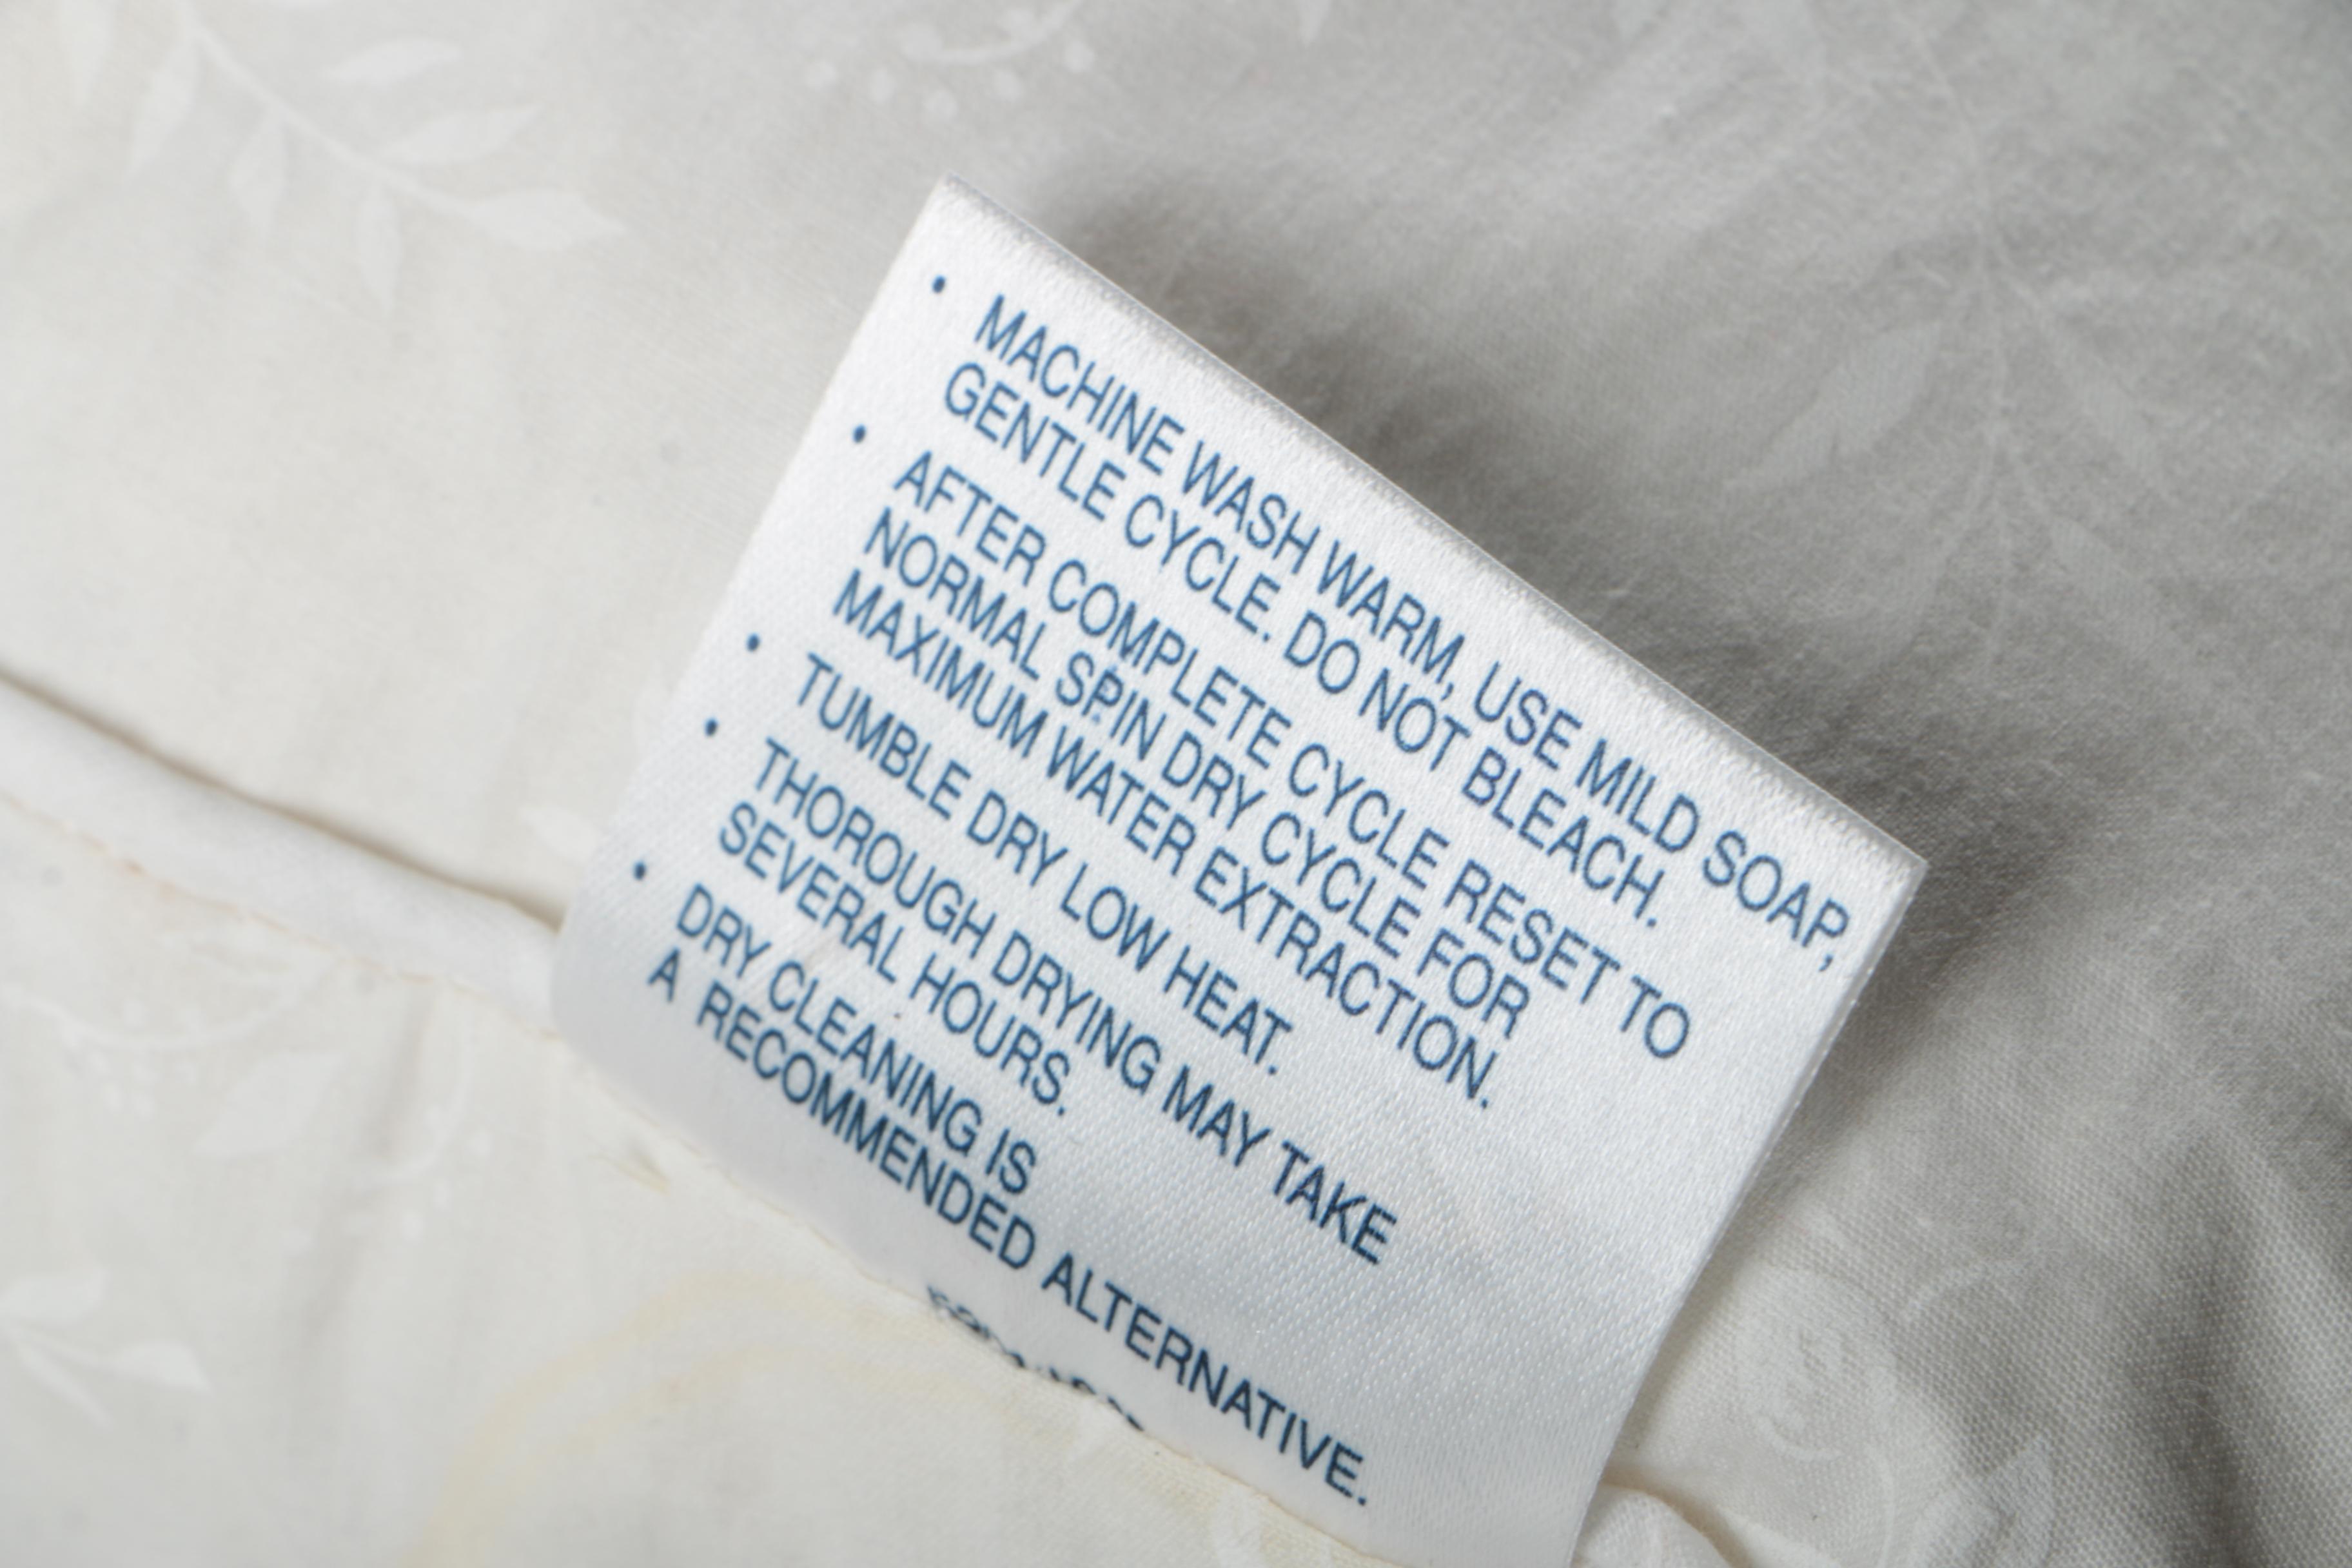 • MACHINE WASH WARM, USE MILD SOAP,
GENTLE CYCLE. DO NOT BLEACH.
• AFTER COMPLETE CYCLE RESET TO
NORMAL SPIN DRY CYCLE FOR
MAXIMUM WATER EXTRACTION.
• TUMBLE DRY LOW HEAT.
• THOROUGH DRYING MAY TAKE
SEVERAL HOURS.
• DRY CLEANING IS
A RECOMMENDED ALTERNATIVE.